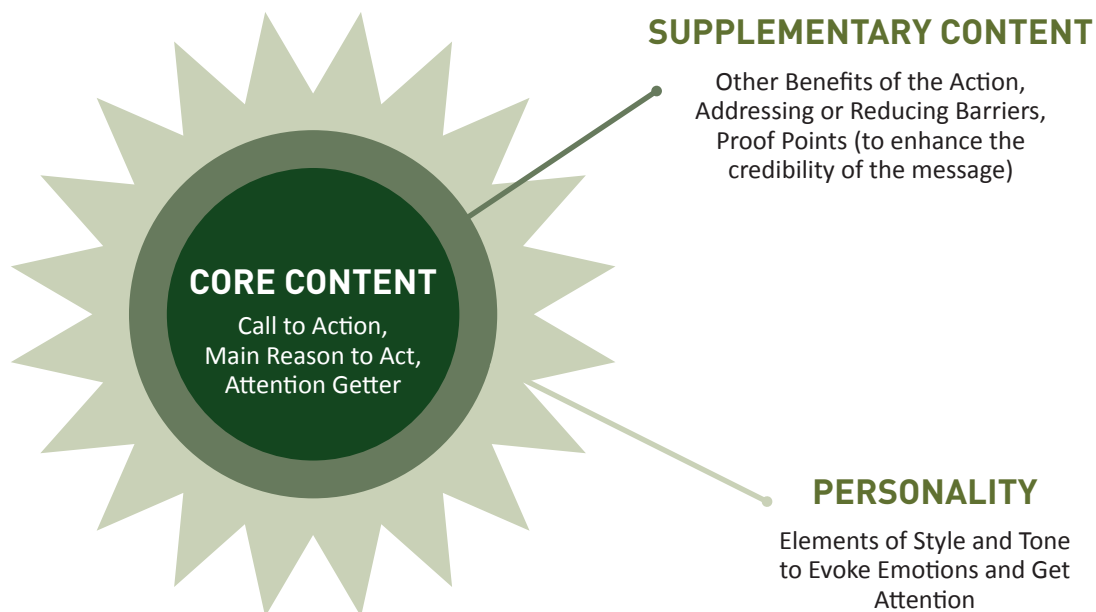 SUPPLEMENTARY CONTENT
Other Benefits of the Action,
Addressing or Reducing Barriers,
Proof Points (to enhance the
credibility of the message)
CORE CONTENT
Call to Action,
Main Reason to Act,
Attention Getter
PERSONALITY
Elements of Style and Tone
to Evoke Emotions and Get
Attention